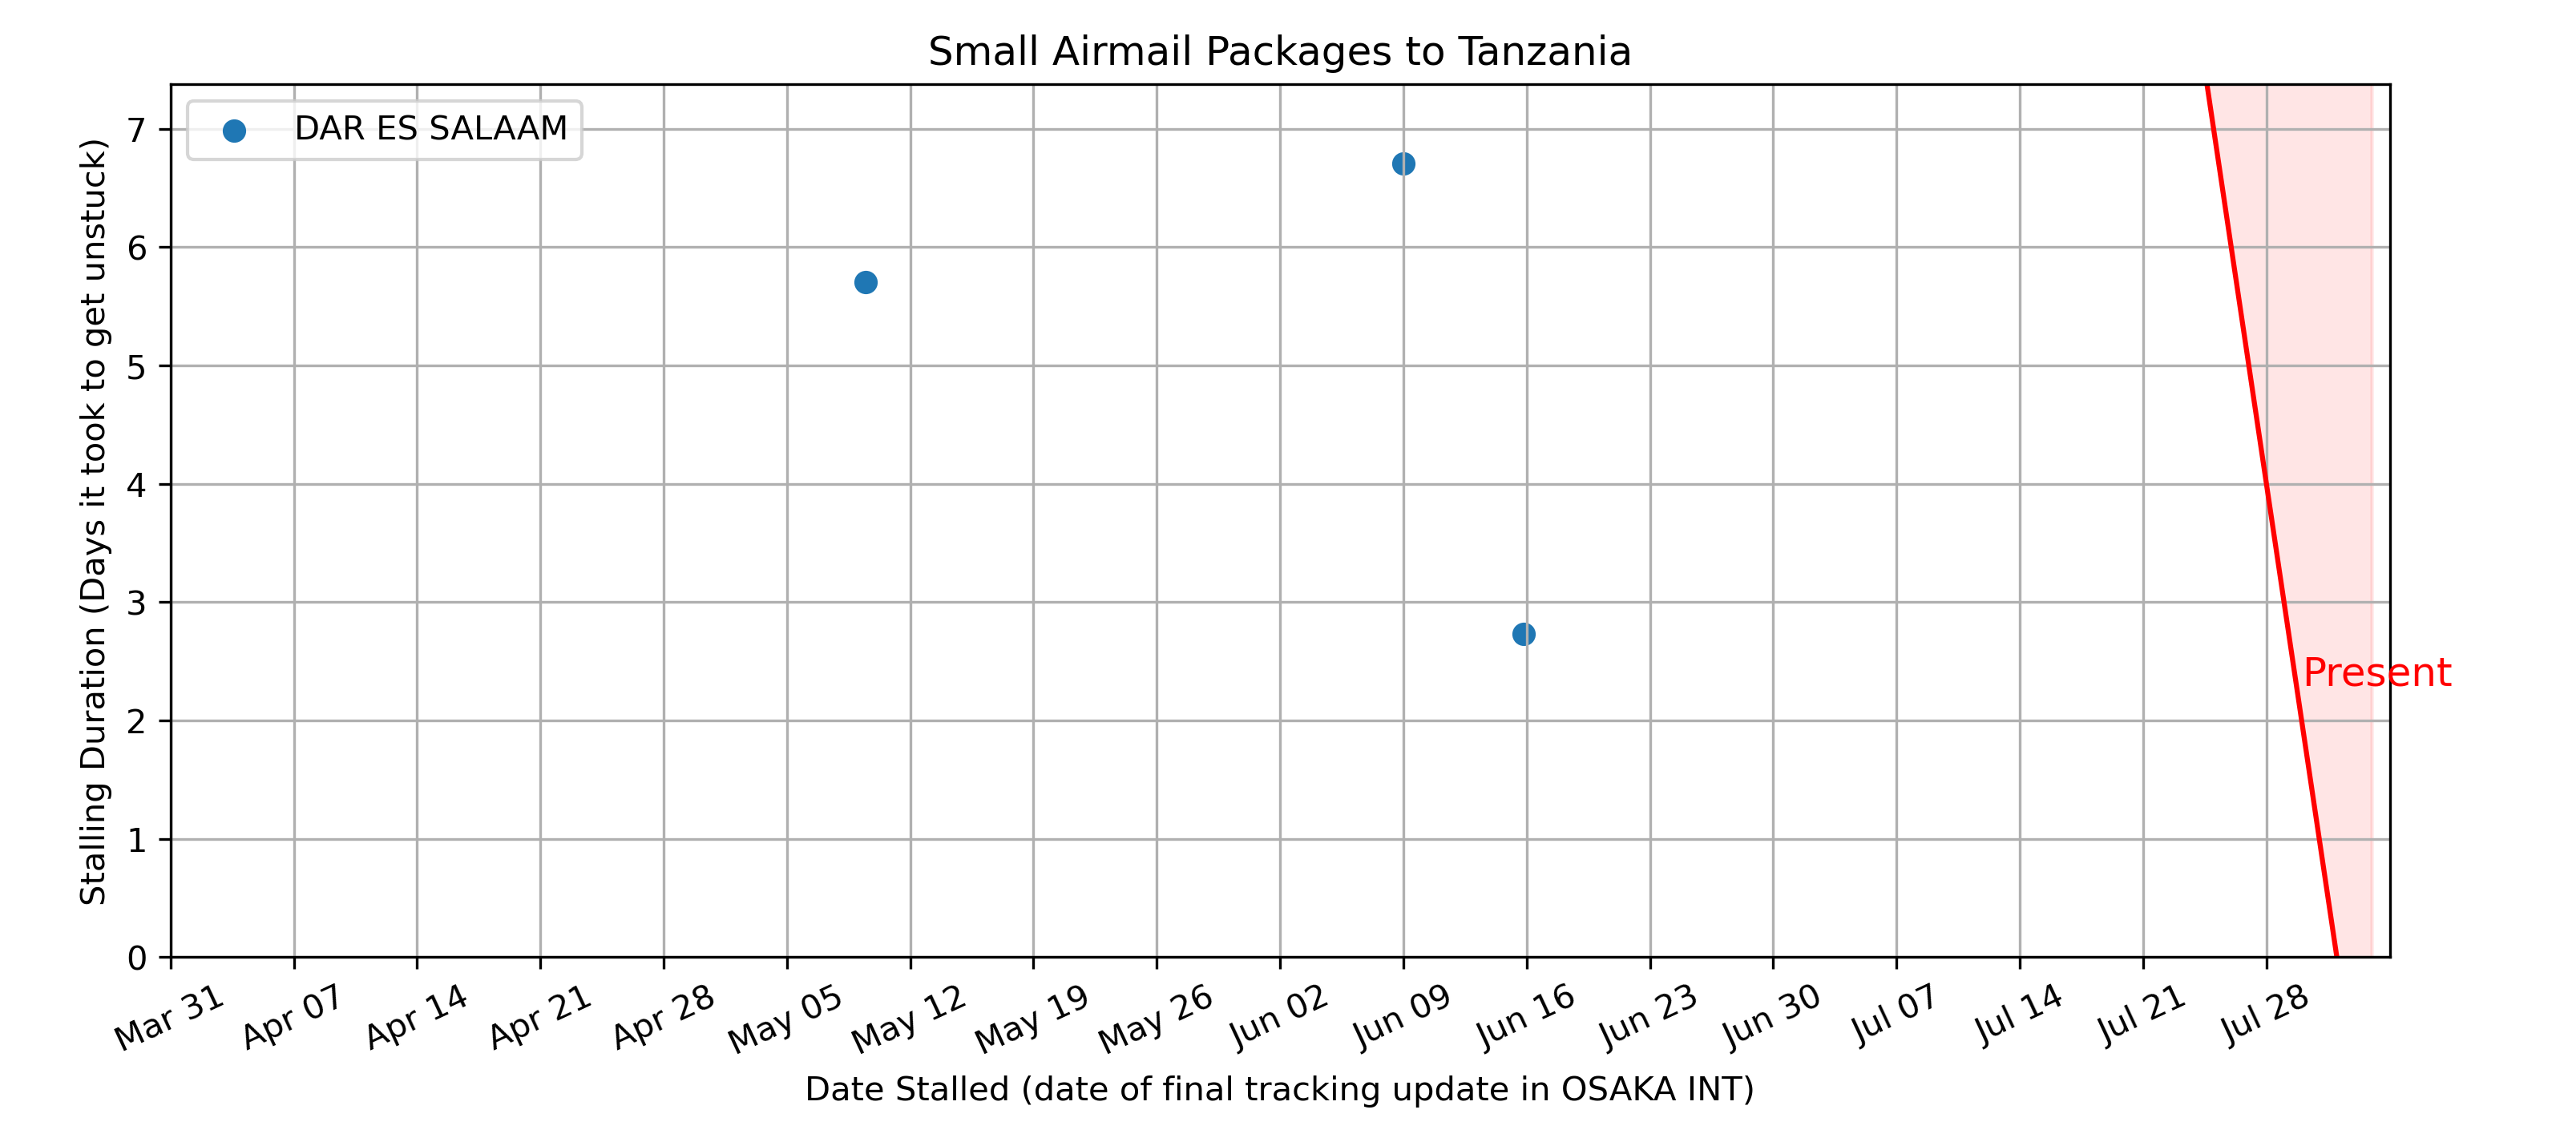 Small Airmail Packages to Tanzania
DAR ES SALAAM
Stalling Duration (Days it took to get unstuck)
7
6
5
4
3
2
1
0
Present
Mar 31
Apr 07
Apr 14
Apr 21
Apr 28
May 05
May 12
May 19
May 26
Jun 02
Jun 09
Jun 16
Jun 23
Jun 30
Jul 07
Jul 14
Jul 21
Jul 28
Date Stalled (date of final tracking update in OSAKA INT)